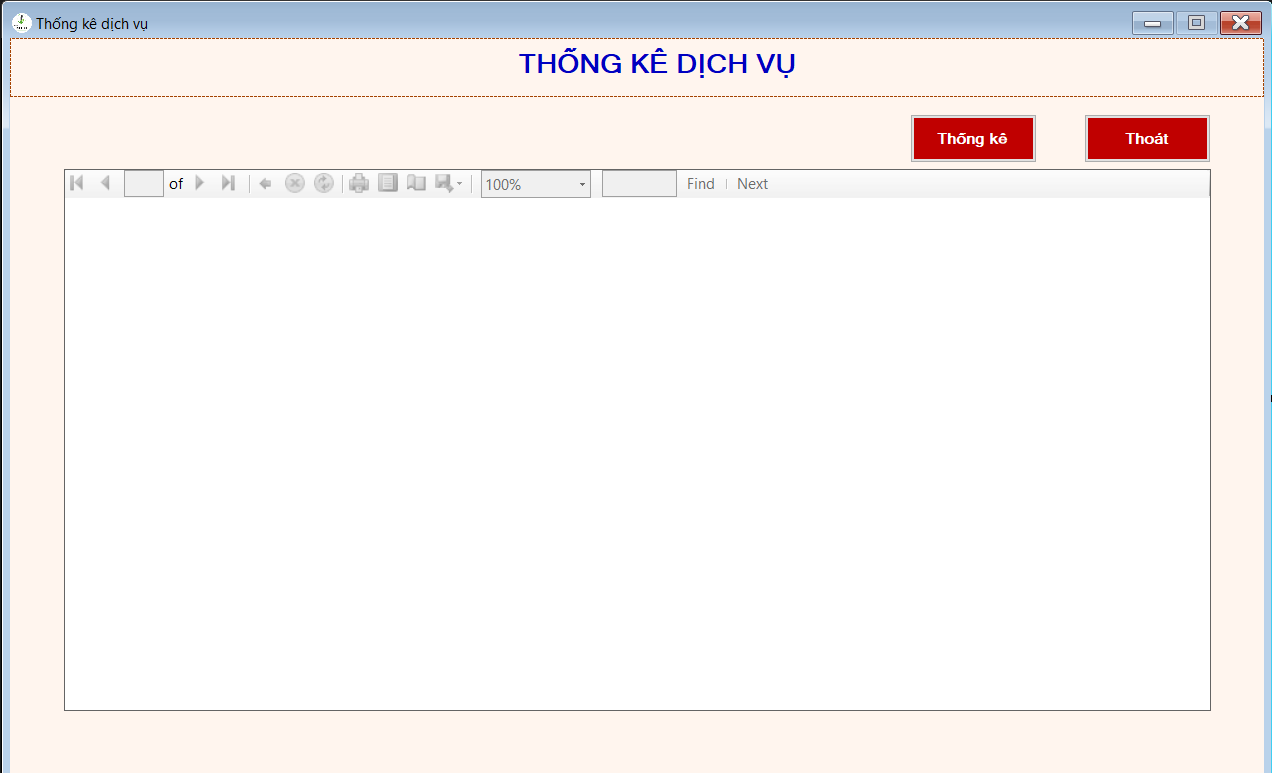 Thống kê dịch vụ
THỐNG KÊ DỊCH VỤ
Thống kê Thoát
of 100% Find Next